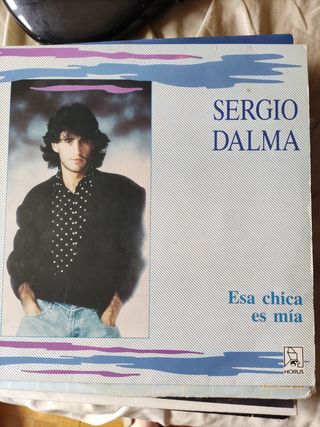 SERGIO
DALMA
Esa chica
es mía
HORUS